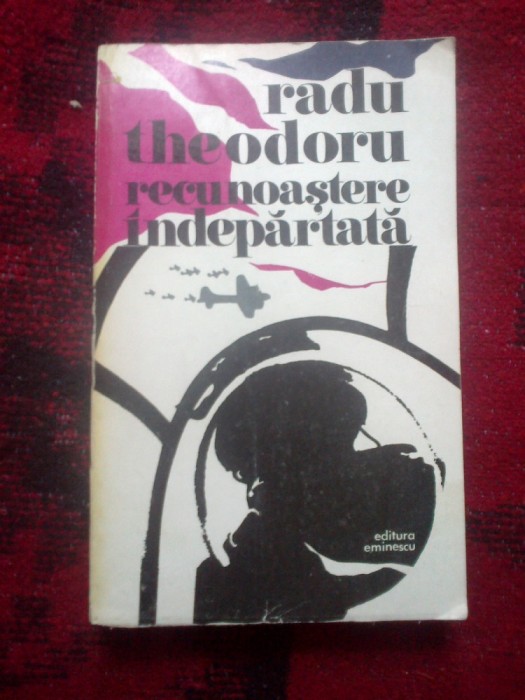 radu
theodoru
recunoaștere
îndepărtată
editura
eminescu